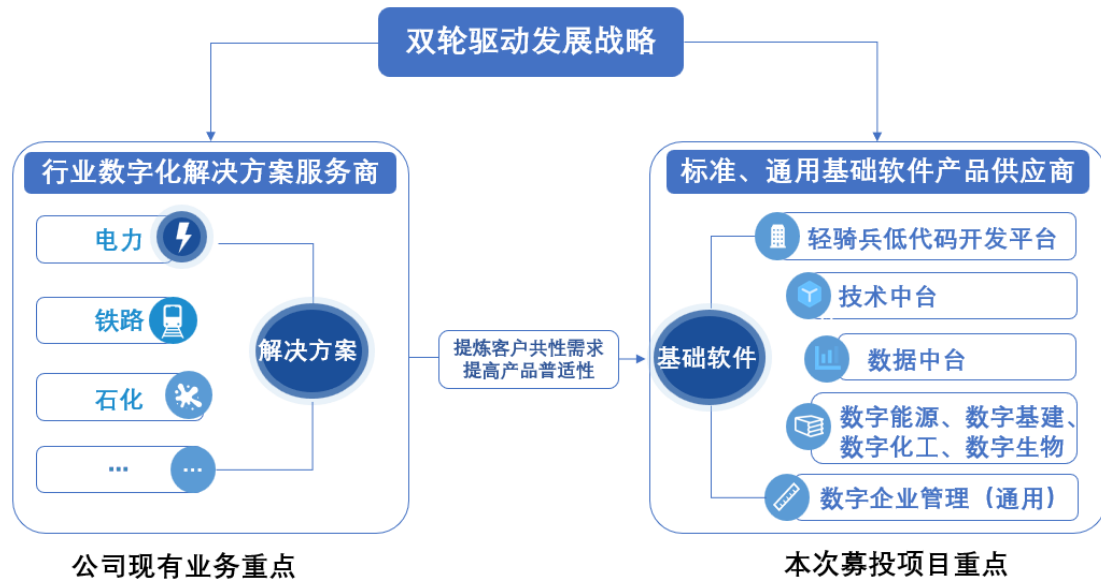 双轮驱动发展战略
行业数字化解决方案服务商
电力
铁路
石化
...
...
解决方案
公司现有业务重点
提炼客户共性需求
提高产品普适性
标准、通用基础软件产品供应商
基础软件
轻骑兵低代码开发平台
技术中台
数据中台
数字能源、数字基建、
数字化工、数字生物
数字企业管理（通用）
本次募投项目重点